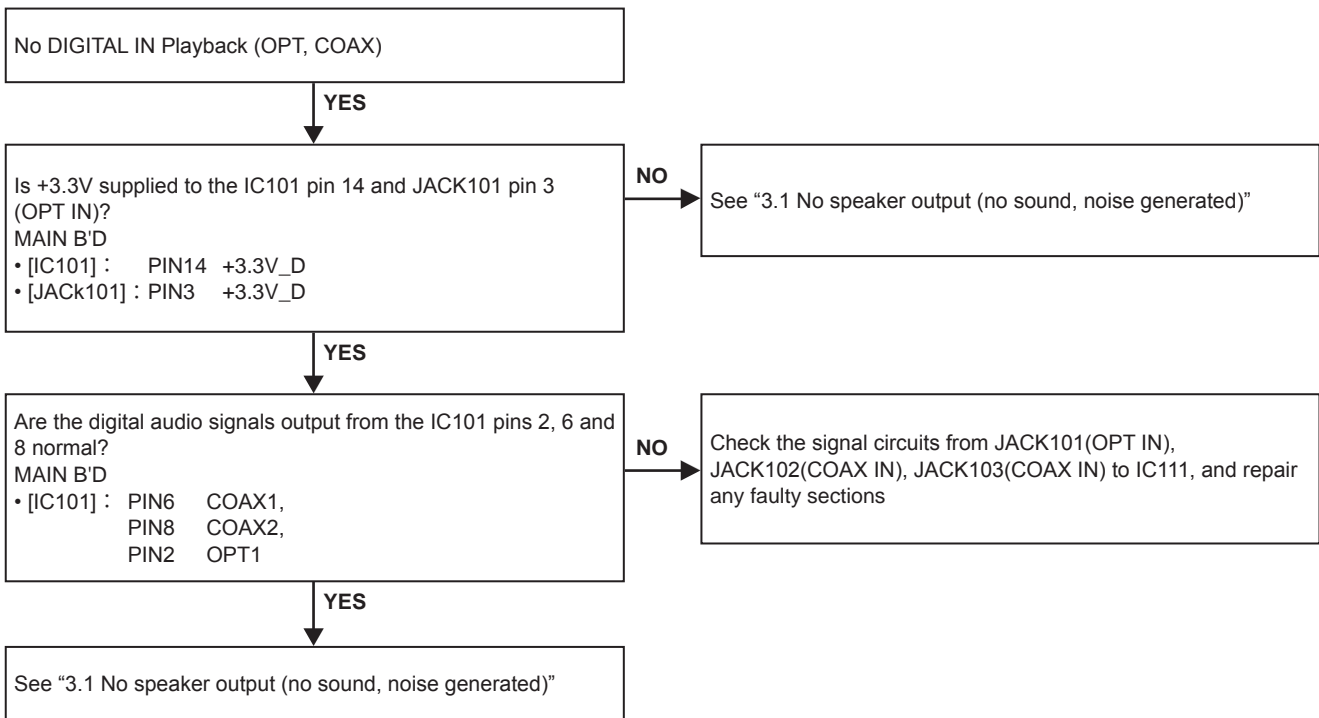 No DIGITAL IN Playback (OPT, COAX)
YES
Is +3.3V supplied to the IC101 pin 14 and JACK101 pin 3
(OPT IN)?
MAIN B'D
• [IC101] : PIN14 +3.3V_D
• [JACk101] : PIN3 +3.3V_D
NO
See “3.1 No speaker output (no sound, noise generated)”
YES
Are the digital audio signals output from the IC101 pins 2, 6 and
8 normal?
MAIN B'D
• [IC101] : PIN6 COAX1,
PIN8 COAX2,
PIN2 OPT1
NO
Check the signal circuits from JACK101(OPT IN),
JACK102(COAX IN), JACK103(COAX IN) to IC111, and repair
any faulty sections
YES
See “3.1 No speaker output (no sound, noise generated)”